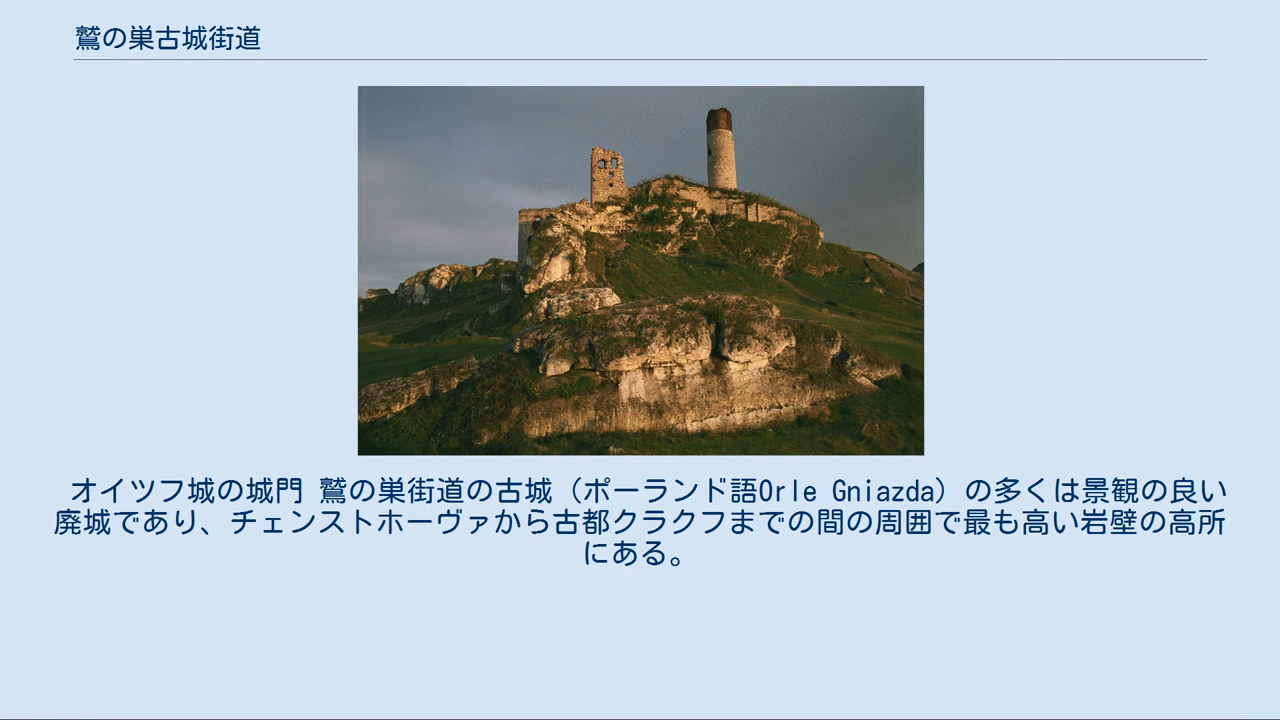 鷲の巣古城街道
オイツフ城の城門 鷲の巣街道の古城（ポーランド語Orle Gniazda）の多くは景観の良い
廃城であり、チェンストホーヴァから古都クラクフまでの間の周囲で最も高い岩壁の高所
にある。